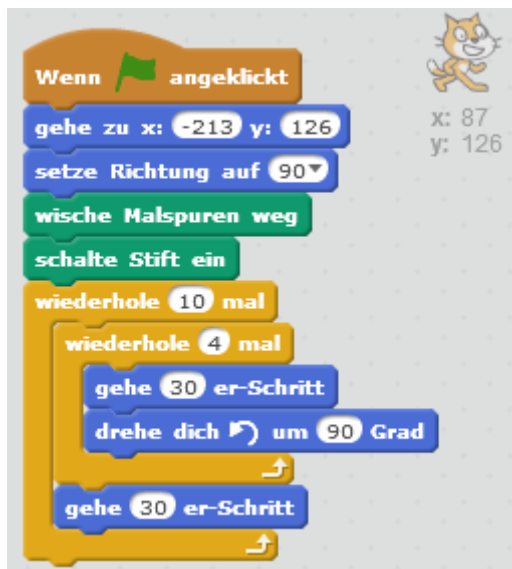 Wenn angeklickt
gehe zu x: -213 y: 126
setze Richtung auf 90
wische Malspuren weg
schalte Stift ein
wiederhole 10 mal
wiederhole 4 mal
gehe 30 er-Schritt
drehe dich um 90 Grad
gehe 30 er-Schritt
x: 87
y: 126